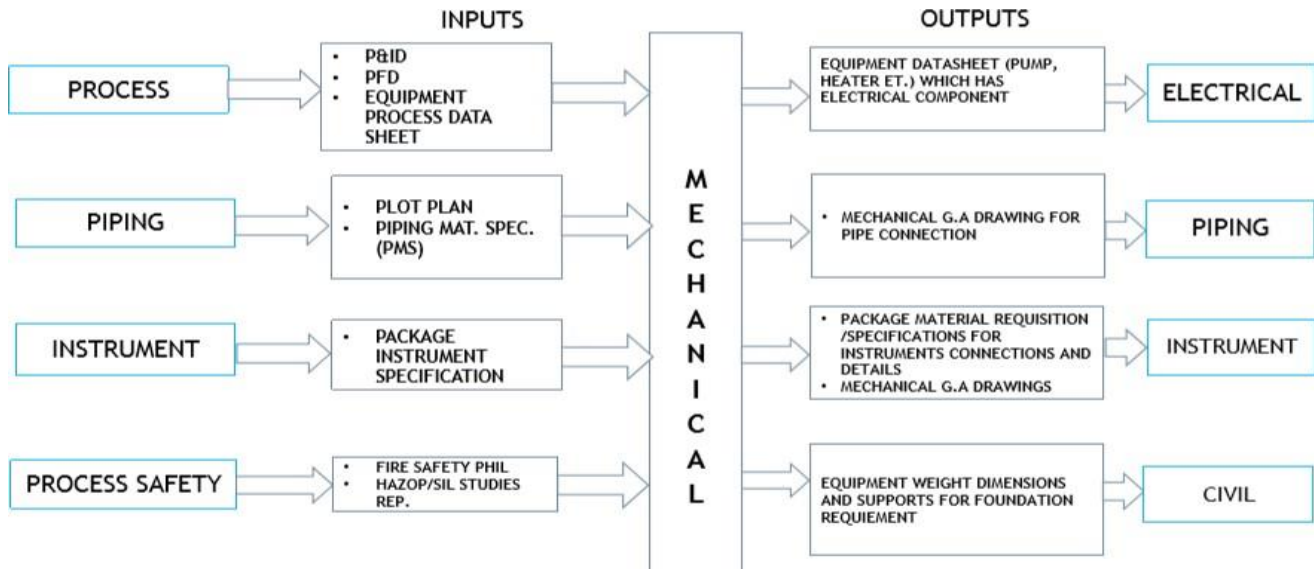 INPUTS
OUTPUTS
PROCESS
• P&ID
• PFD
• EQUIPMENT
PROCESS DATA
SHEET
EQUIPMENT DATASHEET (PUMP,
HEATER ET.) WHICH HAS
ELECTRICAL COMPONENT
ELECTRICAL
PIPING
• PLOT PLAN
• PIPING MAT. SPEC.
(PMS)
M
E
C
H
A
N
I
C
A
L
• MECHANICAL G.A DRAWING FOR
PIPE CONNECTION
PIPING
INSTRUMENT
• PACKAGE
INSTRUMENT
SPECIFICATION
• PACKAGE MATERIAL REQUISITION
/SPECIFICATIONS FOR
INSTRUMENTS CONNECTIONS AND
DETAILS
• MECHANICAL G.A DRAWINGS
INSTRUMENT
PROCESS SAFETY
• FIRE SAFETY PHIL
• HAZOP/SIL STUDIES
REP.
EQUIPMENT WEIGHT DIMENSIONS
AND SUPPORTS FOR FOUNDATION
REQUIEMENT
CIVIL